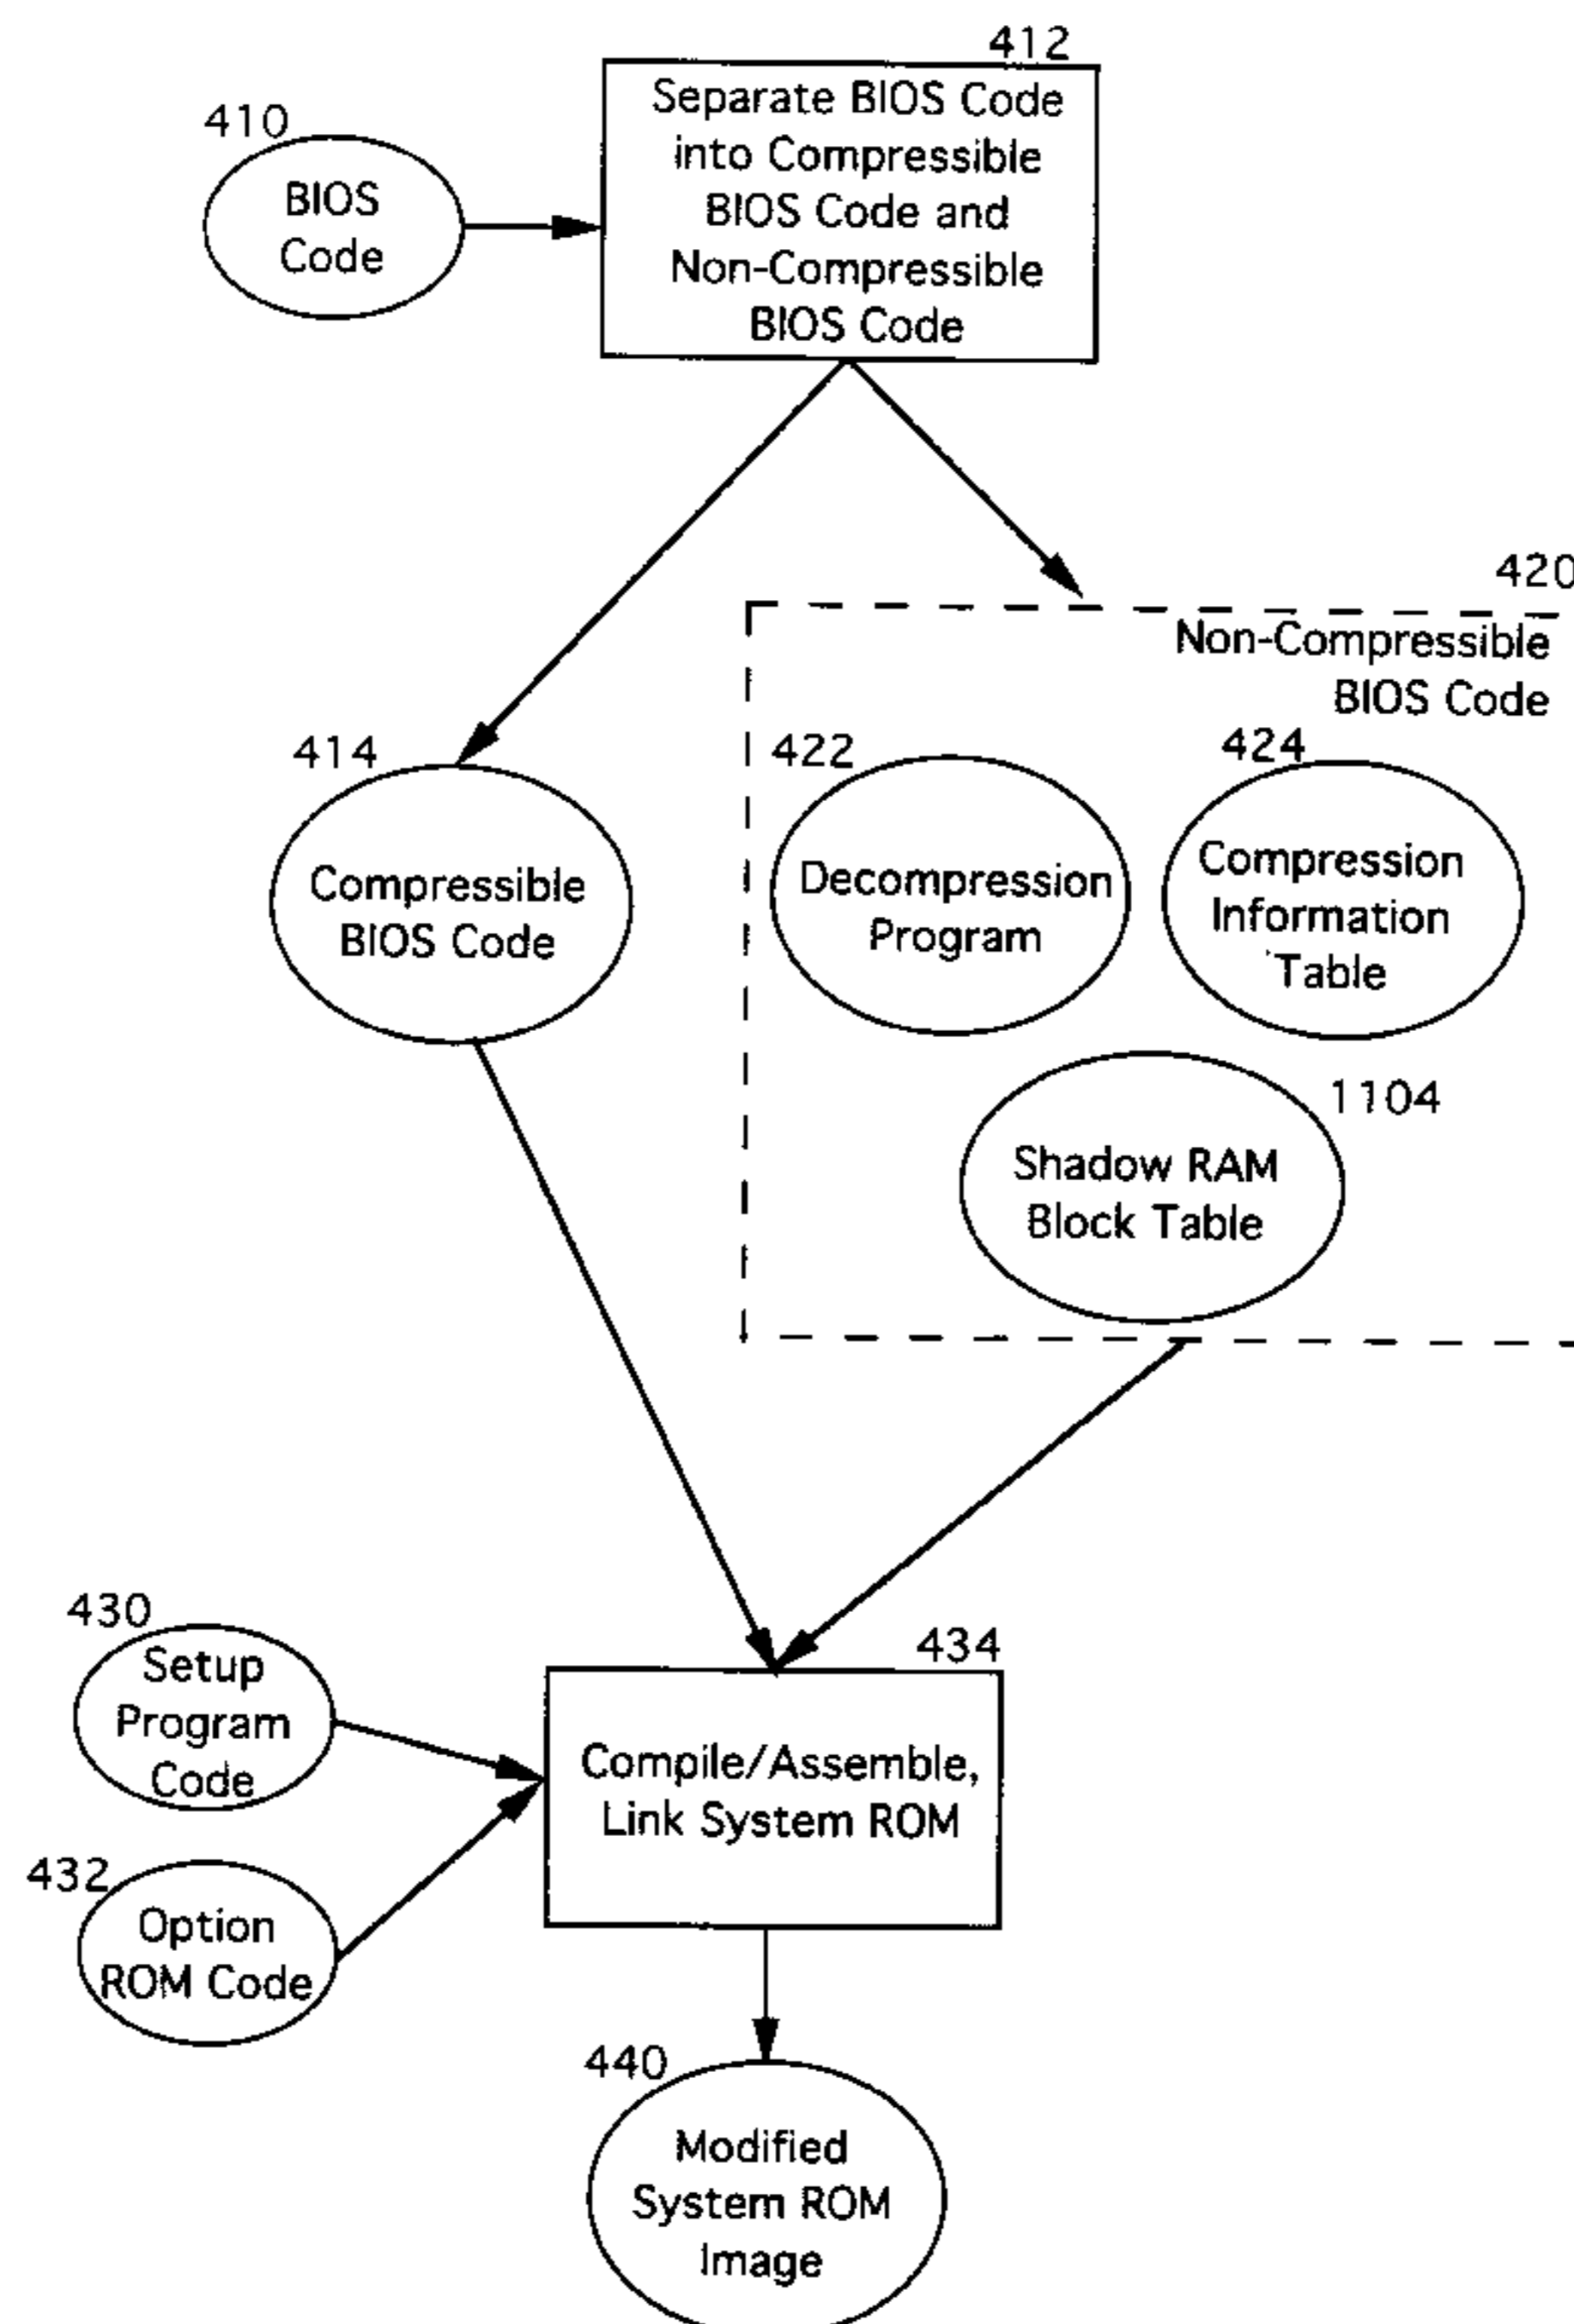 412
Separate BIOS Code
into Compressible
BIOS Code and
Non-Compressible
BIOS Code
410
BIOS
Code
420
Non-Compressible
BIOS Code
414
Compressible
BIOS Code
422
Decompression
Program
424
Compression
Information
Table
1104
Shadow RAM
Block Table
430
Setup
Program
Code
432
Option
ROM Code
434
Compile/Assemble,
Link System ROM
440
Modified
System ROM
Image